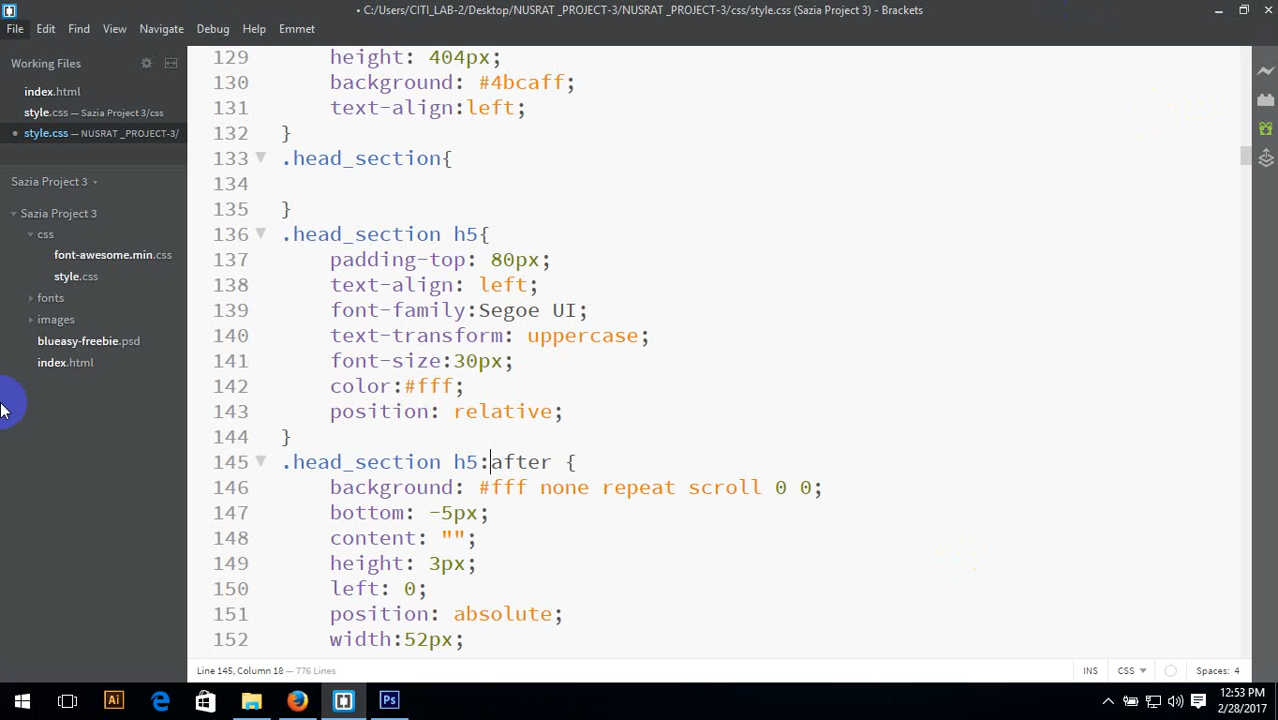 • C:/Users/CITI_LAB-2/Desktop/NUSRAT _PROJECT-3/NUSRAT _PROJECT-3/css/style.css (Sazia Project 3) - Brackets
File Edit Find View Navigate Debug Help Emmet
Working Files
index.html
style.css — Sazia Project 3/css
• style.css — NUSRAT _PROJECT-3/
Sazia Project 3
Sazia Project 3
css
font-awesome.min.css
style.css
fonts
images
blueasy-freebie.psd
index.html
129 height: 404px;
130 background: #4bcaff;
131 text-align:left;
132 }
133 .head_section{
134
135 }
136 .head_section h5{
137 padding-top: 80px;
138 text-align: left;
139 font-family:Segoe UI;
140 text-transform: uppercase;
141 font-size:30px;
142 color:#fff;
143 position: relative;
144 }
145 .head_section h5:after {
146 background: #fff none repeat scroll 0 0;
147 bottom: -5px;
148 content: "";
149 height: 3px;
150 left: 0;
151 position: absolute;
152 width:52px;
Line 145, Column 18 — 776 Lines
INS CSS Spaces: 4
Ai Ps
12:53 PM
2/28/2017